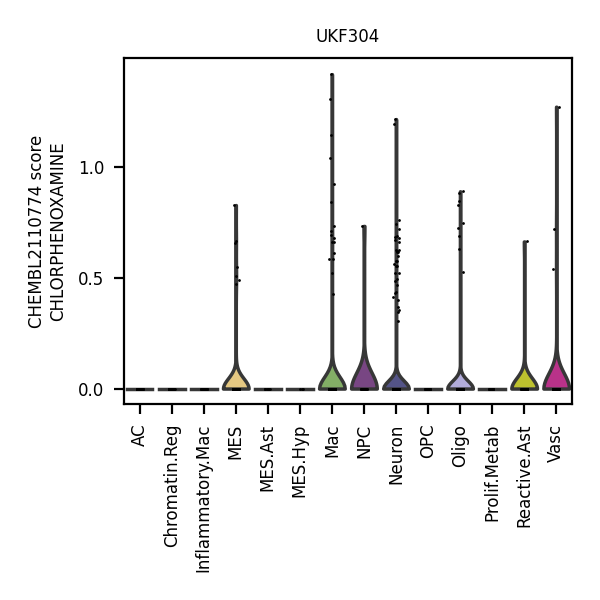 UKF304
CHEMBL2110774 score
CHLORPHENOXAMINE
1.0
0.5
0.0
AC
Chromatin.Reg
Inflammatory.Mac
MES
MES.Ast
MES.Hyp
Mac
NPC
Neuron
OPC
Oligo
Prolif.Metab
Reactive.Ast
Vasc